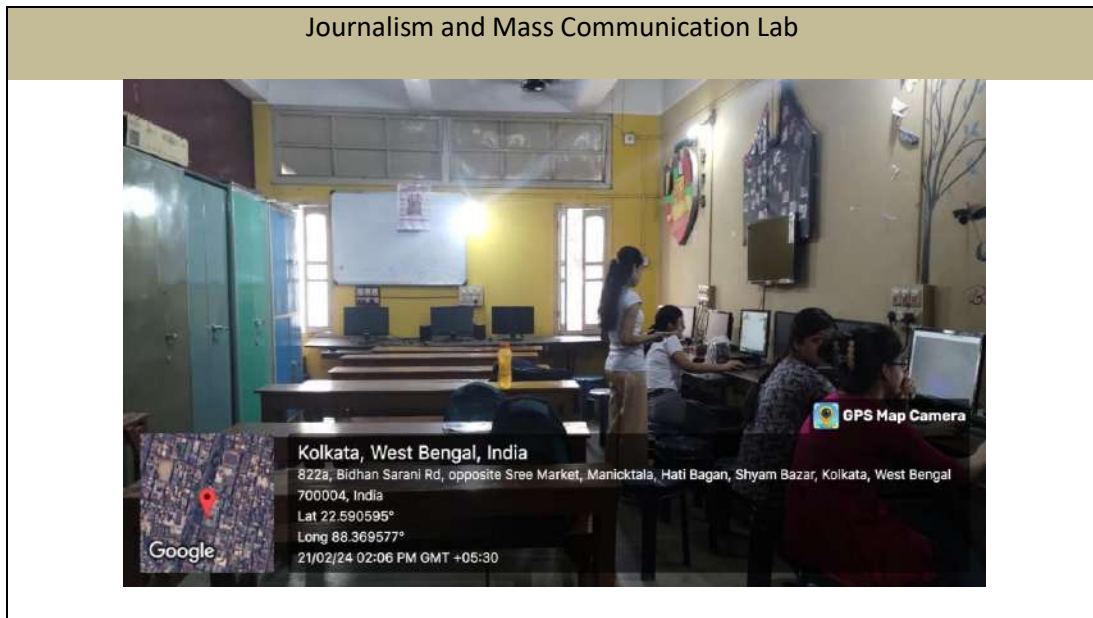 Journalism and Mass Communication Lab
GPS Map Camera
Kolkata, West Bengal, India
822a, Bidhan Sarani Rd, opposite Sree Market, Manicktala, Hati Bagan, Shyam Bazar, Kolkata, West Bengal
700004, India
Lat 22.590595°
Long 88.369577°
21/02/24 02:06 PM GMT +05:30
Google